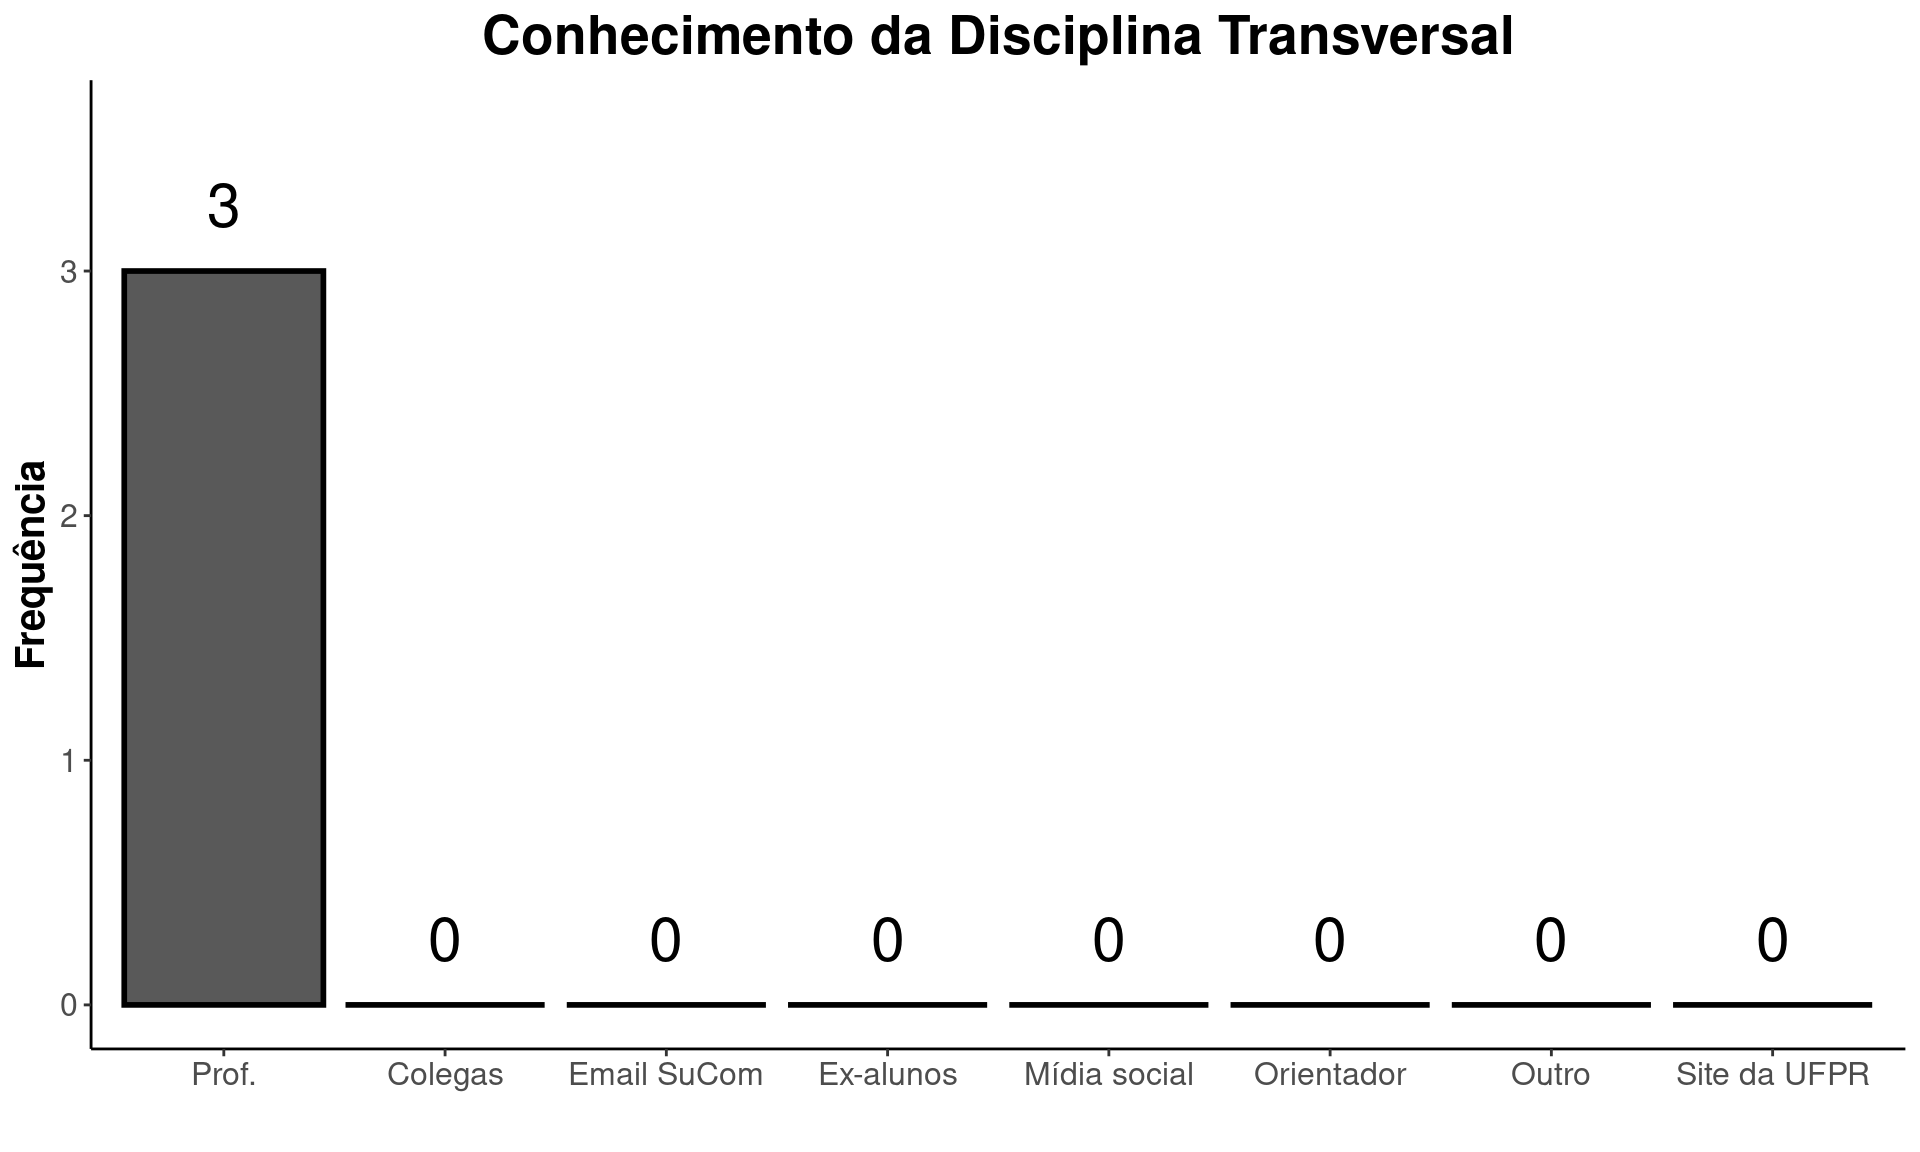 Conhecimento da Disciplina Transversal
Frequência
3
2
1
0
3
0 0 0 0 0 0 0
Prof. Colegas Email SuCom Ex-alunos Mídia social Orientador Outro Site da UFPR